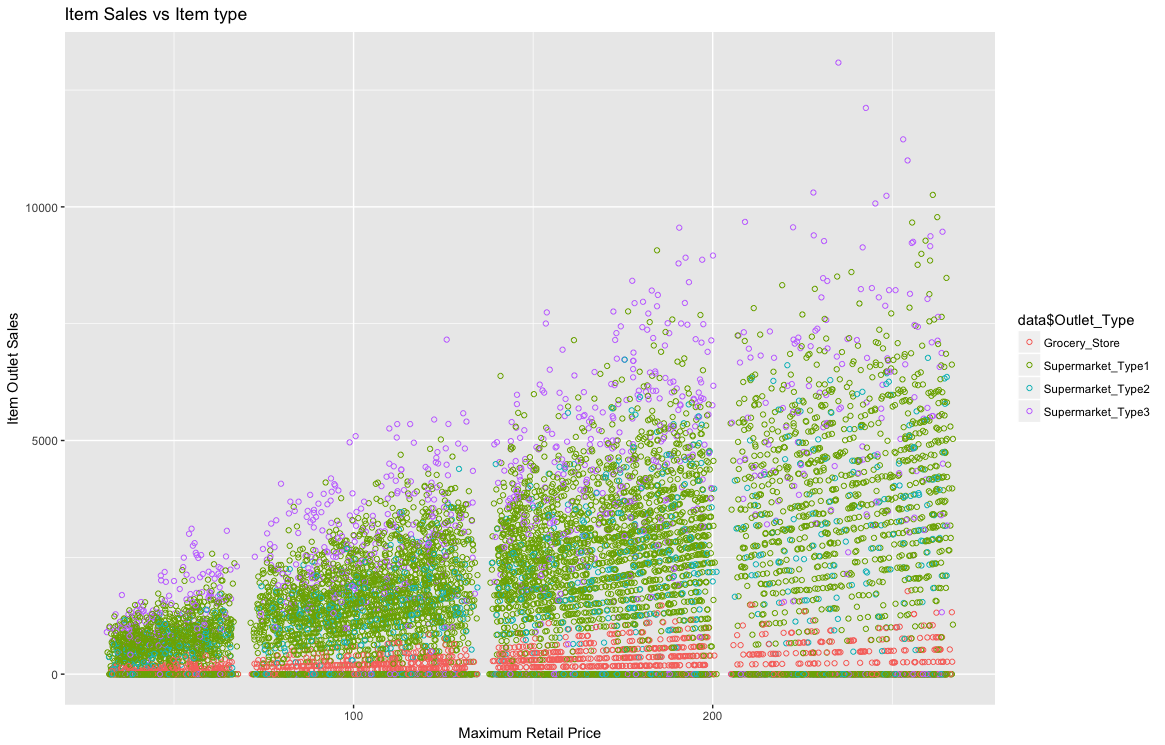 Item Sales vs Item type
10000
5000
0
Item Outlet Sales
100
200
Maximum Retail Price
data$Outlet_Type
Grocery_Store
Supermarket_Type1
Supermarket_Type2
Supermarket_Type3